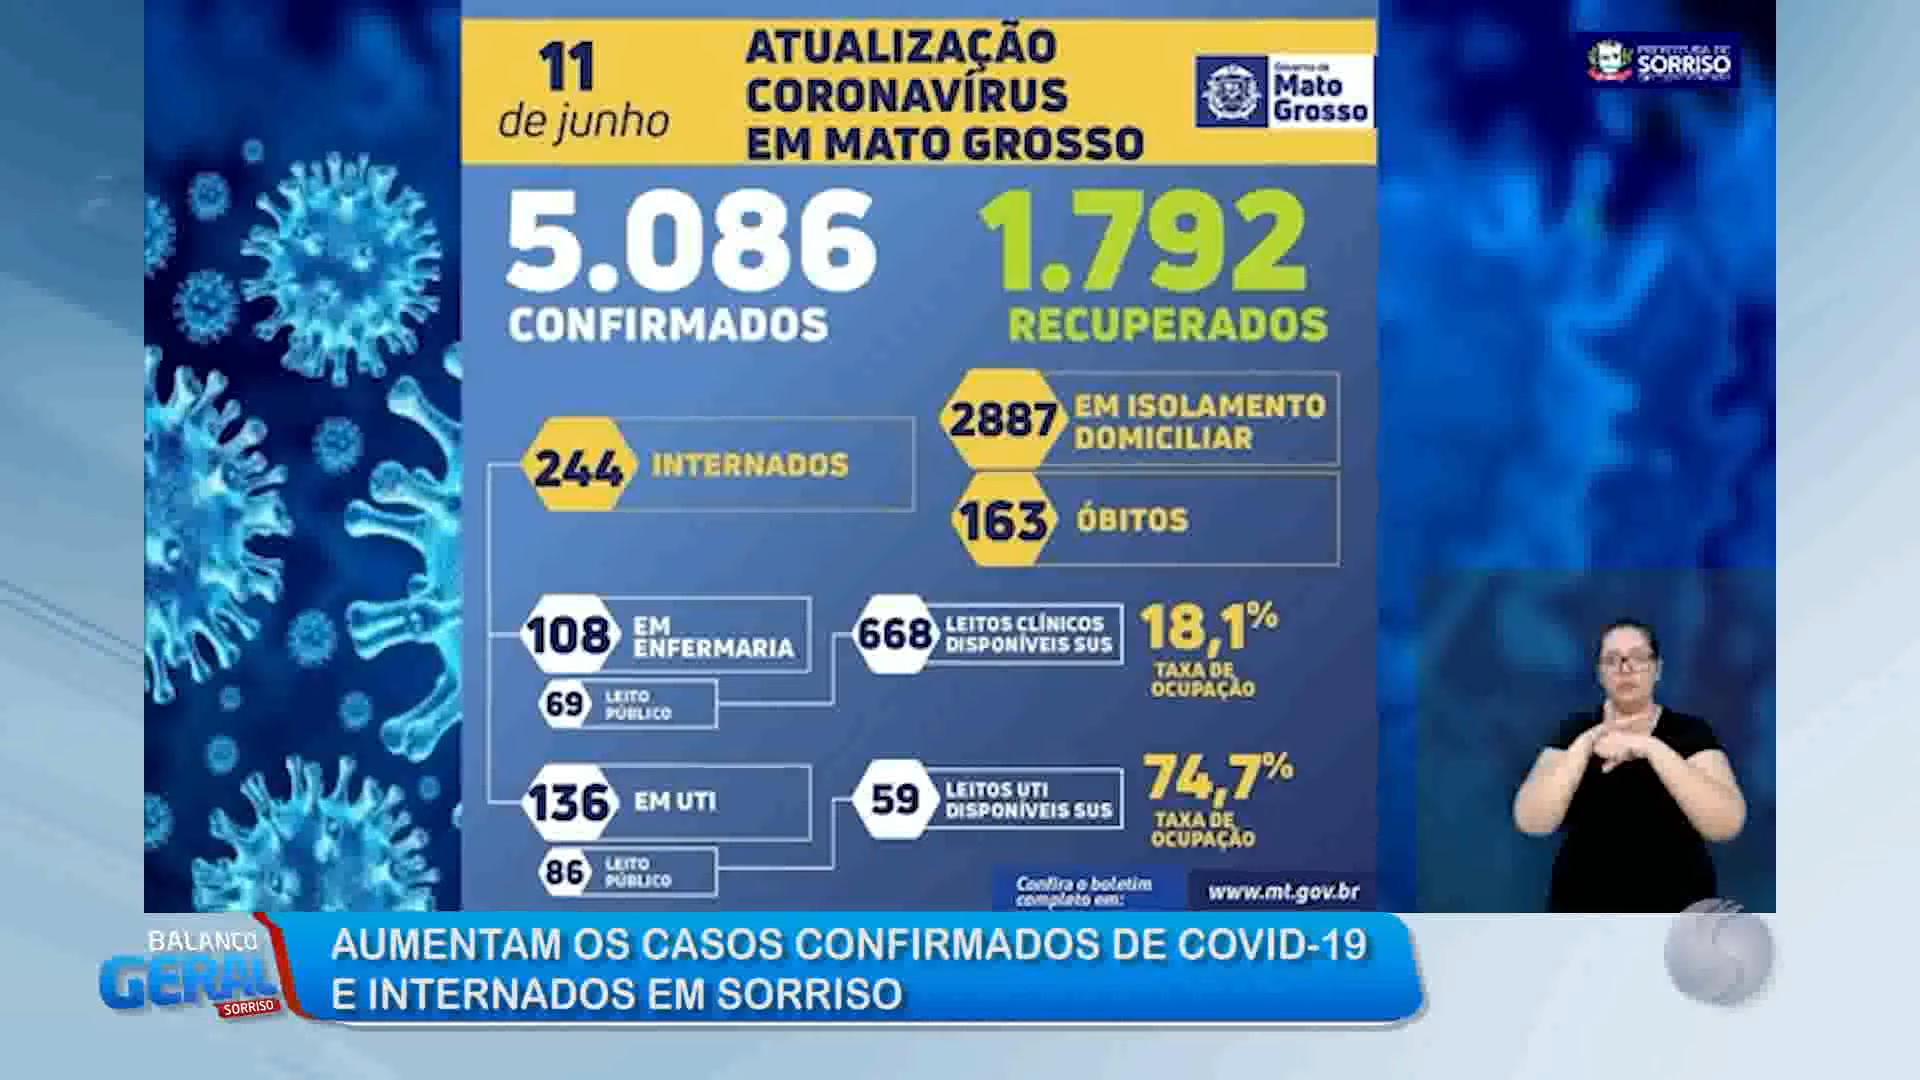 11
de junho
ATUALIZAÇÃO
CORONAVÍRUS
EM MATO GROSSO
Governo de
Mato
Grosso
PREFEITURA DE
SORRISO
5.086
CONFIRMADOS
1.792
RECUPERADOS
244 INTERNADOS
2887 EM ISOLAMENTO
DOMICILIAR
163 ÓBITOS
108 EM
ENFERMARIA
69 LEITO
PÚBLICO
668 LEITOS CLÍNICOS
DISPONÍVEIS SUS
18,1%
TAXA DE
OCUPAÇÃO
136 EM UTI
86 LEITO
PÚBLICO
59 LEITOS UTI
DISPONÍVEIS SUS
74,7%
TAXA DE
OCUPAÇÃO
Confira o boletim
completo em:
www.mt.gov.br
BALANÇO
GERAL
SORRISO
AUMENTAM OS CASOS CONFIRMADOS DE COVID-19
E INTERNADOS EM SORRISO